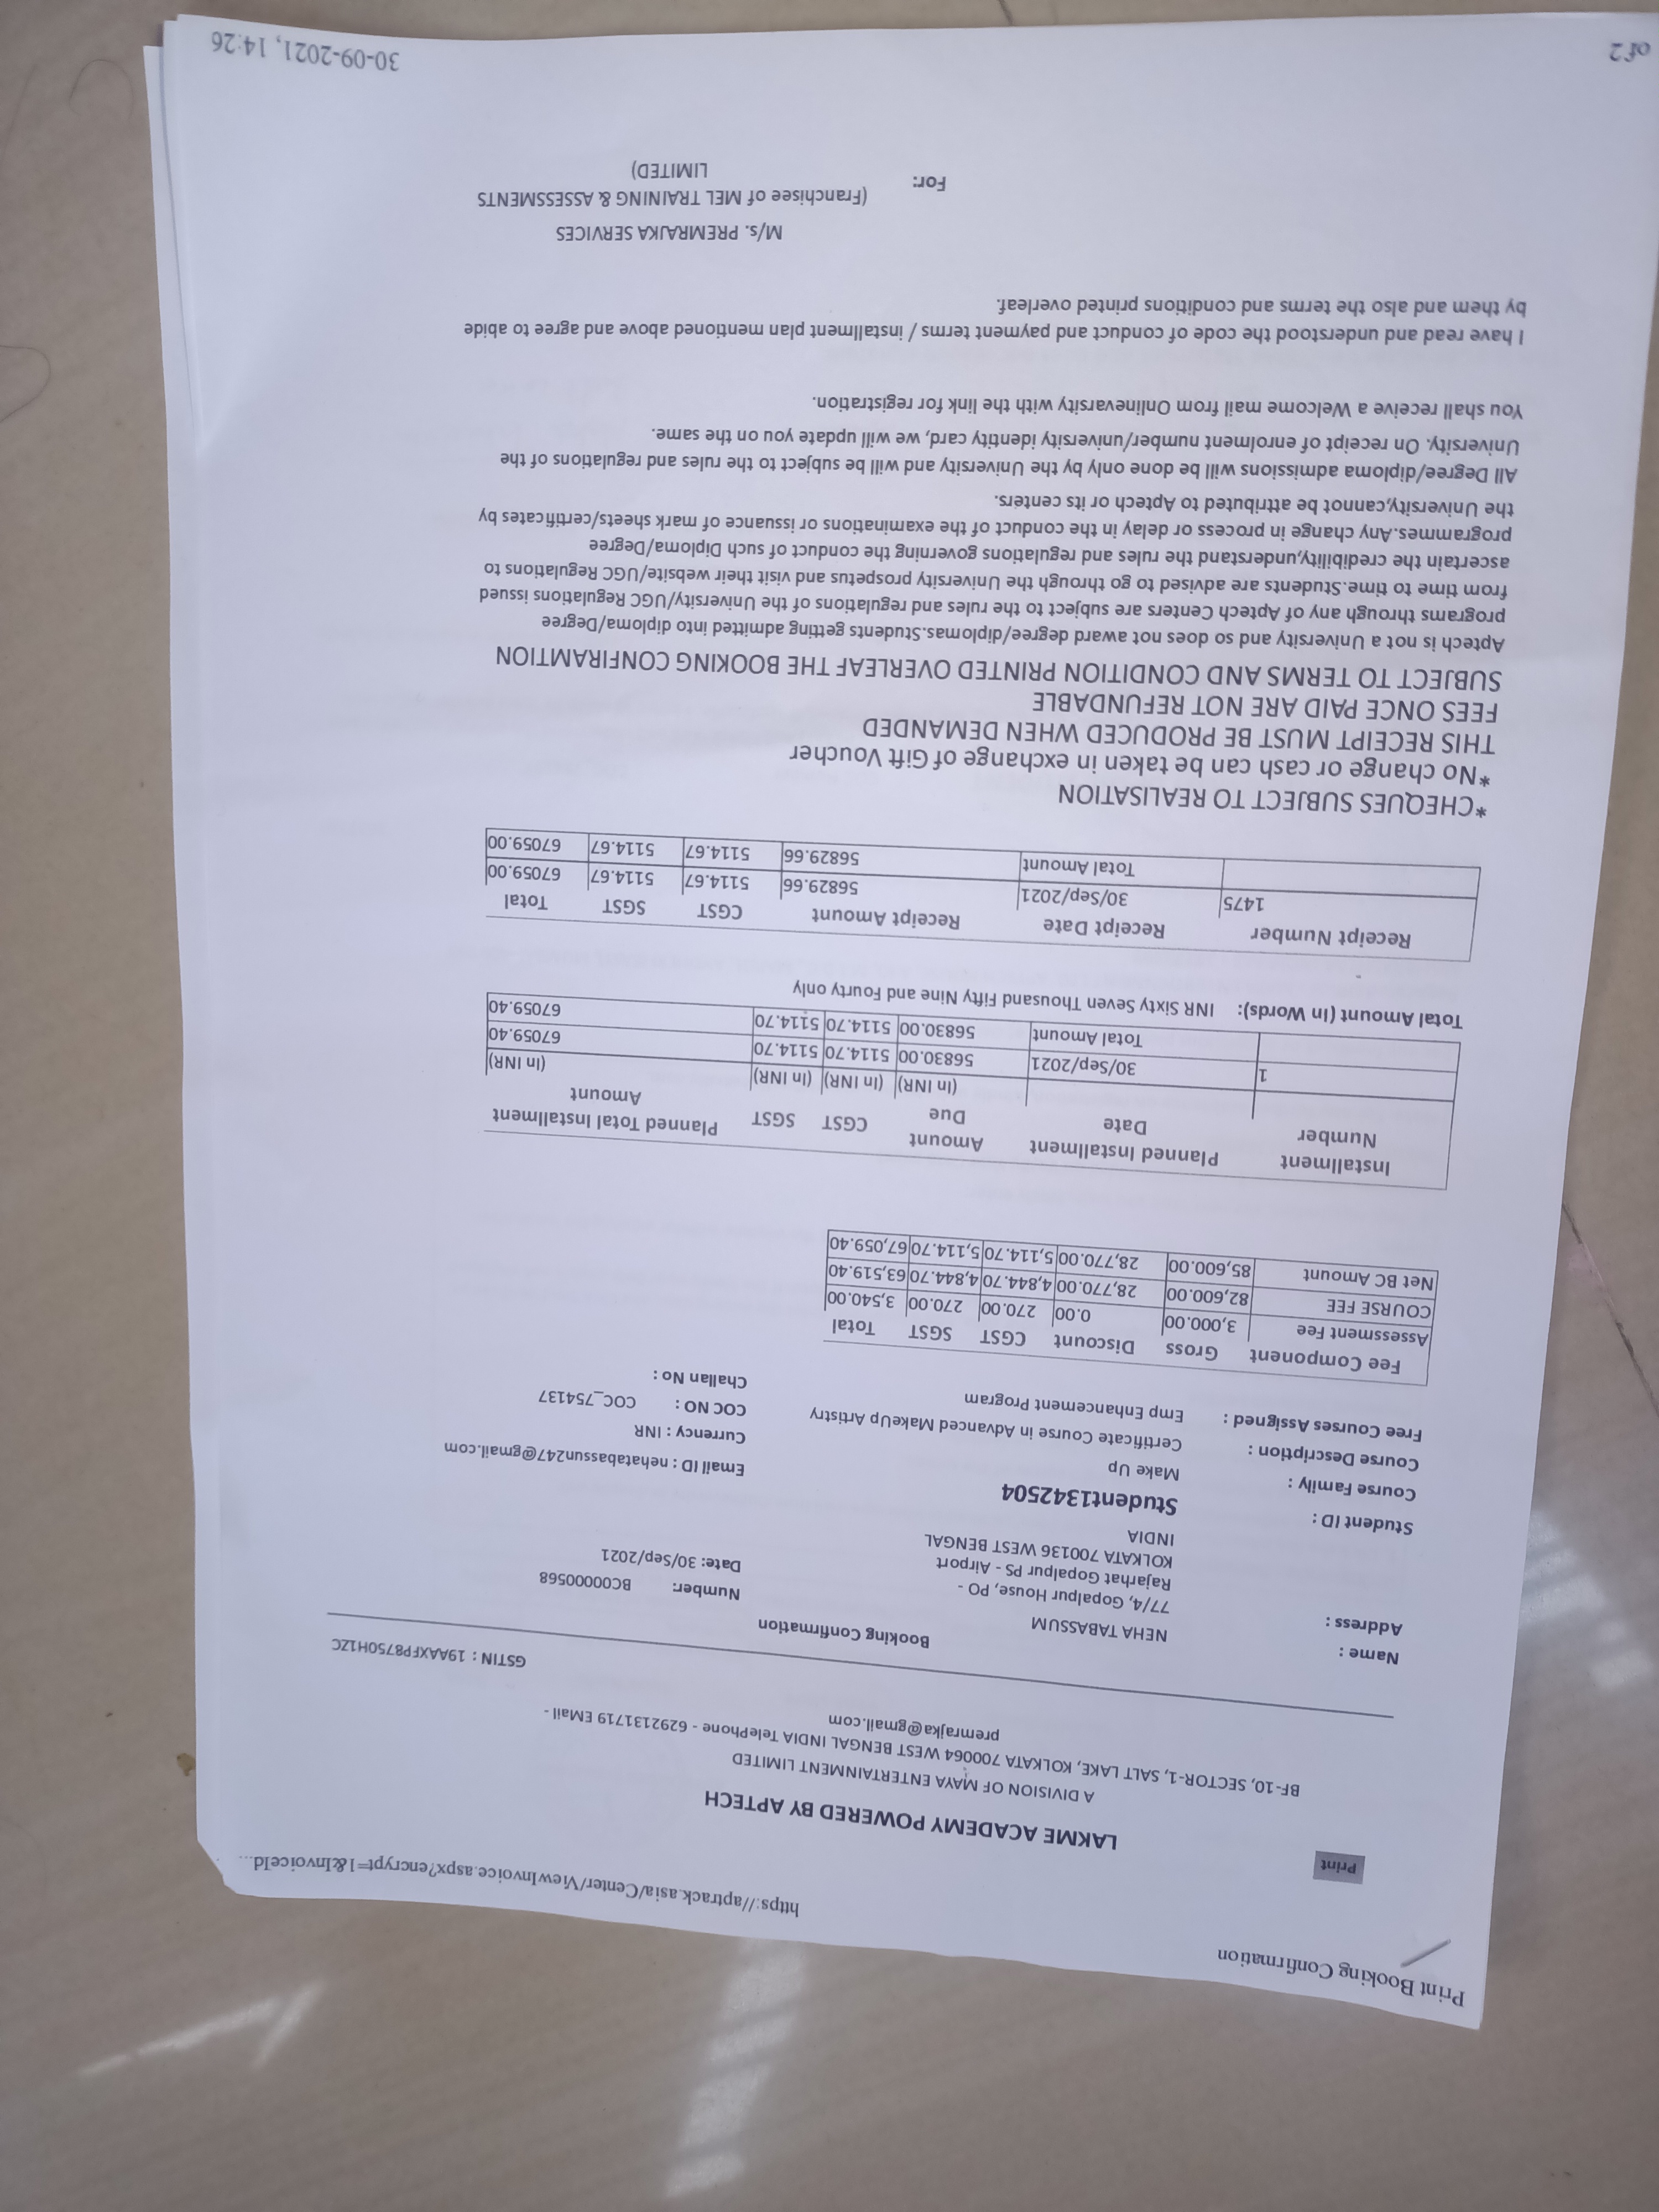 Print Booking Confirmation
https://aptrack.asia/Center/ViewInvoice.aspx?encrypt=1&InvoiceId...
Print
LAKME ACADEMY POWERED BY APTECH
A DIVISION OF MAYA ENTERTAINMENT LIMITED
BF-10, SECTOR-1, SALT LAKE, KOLKATA 700064 WEST BENGAL INDIA TelePhone - 6292131719 EMail -
premrajka@gmail.com
GSTIN : 19AAXFP8750H1ZC
Booking Confirmation
Name : NEHA TABASSUM
Number: BC00000568
Address : 77/4, Gopalpur House, PO -
Date: 30/Sep/2021
Rajarhat Gopalpur PS - Airport
KOLKATA 700136 WEST BENGAL
INDIA
Student ID : Student1342504
Email ID : nehatabassun247@gmail.com
Course Family : Make Up
Currency : INR
Course Description : Certificate Course in Advanced MakeUp Artistry
COC NO : COC_754137
Free Courses Assigned : Emp Enhancement Program
Challan No :
Fee Component Gross Discount CGST SGST Total
Assessment Fee 3,000.00 0.00 270.00 270.00 3,540.00
COURSE FEE 82,600.00 28,770.00 4,844.70 4,844.70 63,519.40
Net BC Amount 85,600.00 28,770.00 5,114.70 5,114.70 67,059.40
Installment Planned Installment Amount CGST SGST Planned Total Installment
Number Date Due Amount
(In INR) (In INR) (In INR) (In INR)
1 30/Sep/2021 56830.00 5114.70 5114.70 67059.40
Total Amount 56830.00 5114.70 5114.70 67059.40
Total Amount (In Words): INR Sixty Seven Thousand Fifty Nine and Fourty only
Receipt Number Receipt Date Receipt Amount CGST SGST Total
1475 30/Sep/2021 56829.66 5114.67 5114.67 67059.00
Total Amount 56829.66 5114.67 5114.67 67059.00
*CHEQUES SUBJECT TO REALISATION
*No change or cash can be taken in exchange of Gift Voucher
THIS RECEIPT MUST BE PRODUCED WHEN DEMANDED
FEES ONCE PAID ARE NOT REFUNDABLE
SUBJECT TO TERMS AND CONDITION PRINTED OVERLEAF THE BOOKING CONFIRAMTION
Aptech is not a University and so does not award degree/diplomas.Students getting admitted into diploma/Degree
programs through any of Aptech Centers are subject to the rules and regulations of the University/UGC Regulations issued
from time to time.Students are advised to go through the University prospetus and visit their website/UGC Regulations to
ascertain the credibility,understand the rules and regulations governing the conduct of such Diploma/Degree
programmes.Any change in process or delay in the conduct of the examinations or issuance of mark sheets/certificates by
the University,cannot be attributed to Aptech or its centers.
All Degree/diploma admissions will be done only by the University and will be subject to the rules and regulations of the
University. On receipt of enrolment number/university identity card, we will update you on the same.
You shall receive a Welcome mail from Onlinevarsity with the link for registration.
I have read and understood the code of conduct and payment terms / installment plan mentioned above and agree to abide
by them and also the terms and conditions printed overleaf.
M/s. PREMRAJKA SERVICES
For: (Franchisee of MEL TRAINING & ASSESSMENTS
LIMITED)
of 2
30-09-2021, 14:26